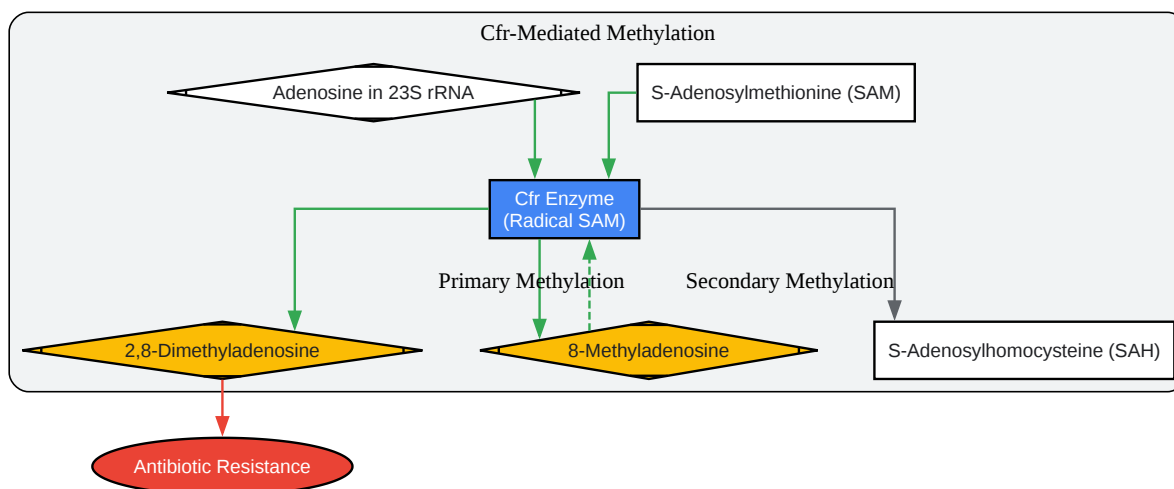 Cfr-Mediated Methylation
Adenosine in 23S rRNA
S-Adenosylmethionine (SAM)
Cfr Enzyme
(Radical SAM)
Primary Methylation
Secondary Methylation
2,8-Dimethyladenosine
8-Methyladenosine
S-Adenosylhomocysteine (SAH)
Antibiotic Resistance